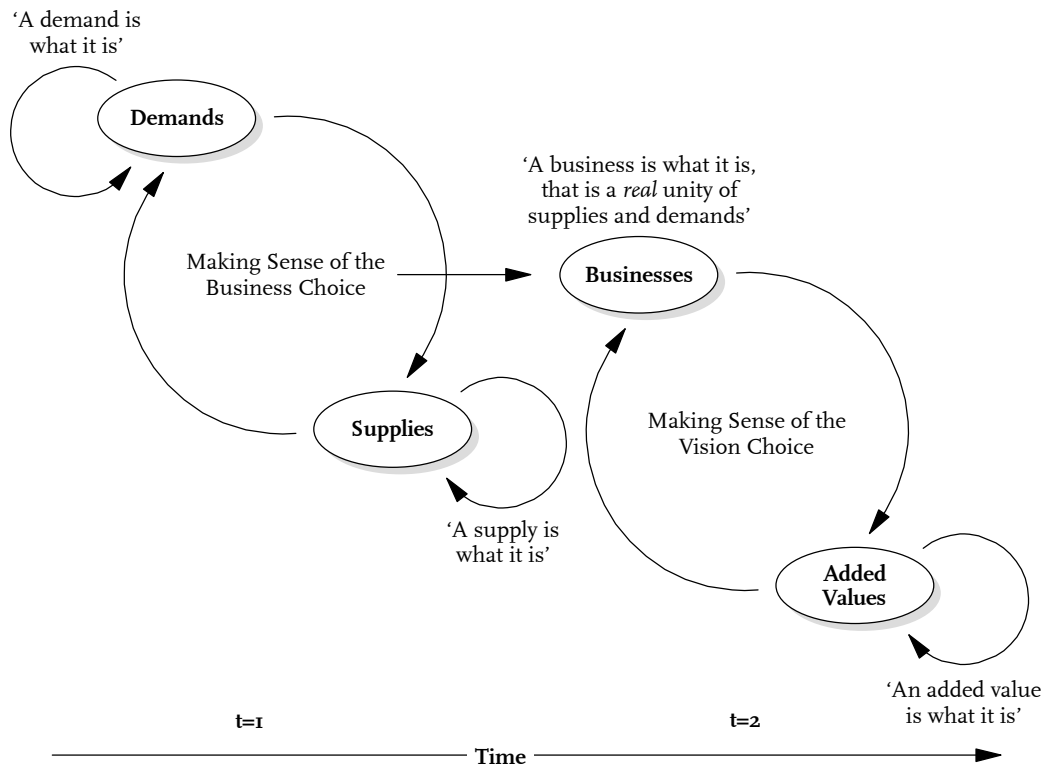 ‘A demand is
what it is’
Demands
‘A business is what it is,
that is a real unity of
supplies and demands’
Making Sense of the
Business Choice
Businesses
Supplies
Making Sense of the
Vision Choice
‘A supply is
what it is’
Added
Values
‘An added value
is what it is’
t=1
t=2
Time